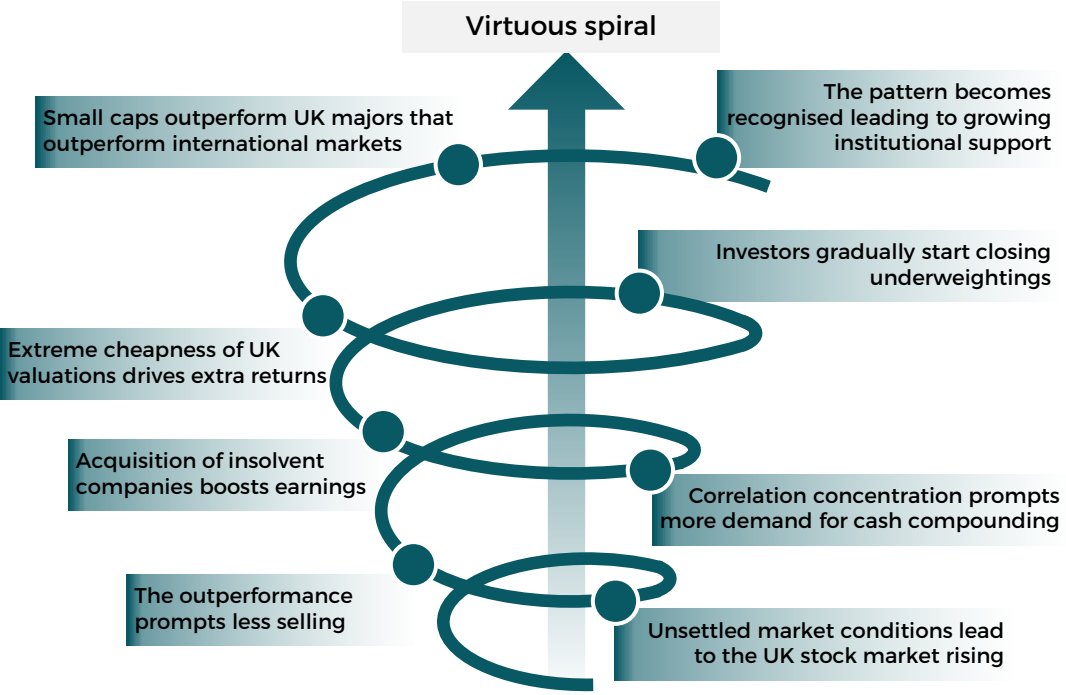 Virtuous spiral
Small caps outperform UK majors that
outperform international markets
The pattern becomes
recognised leading to growing
institutional support
Investors gradually start closing
underweightings
Extreme cheapness of UK
valuations drives extra returns
Acquisition of insolvent
companies boosts earnings
Correlation concentration prompts
more demand for cash compounding
The outperformance
prompts less selling
Unsettled market conditions lead
to the UK stock market rising